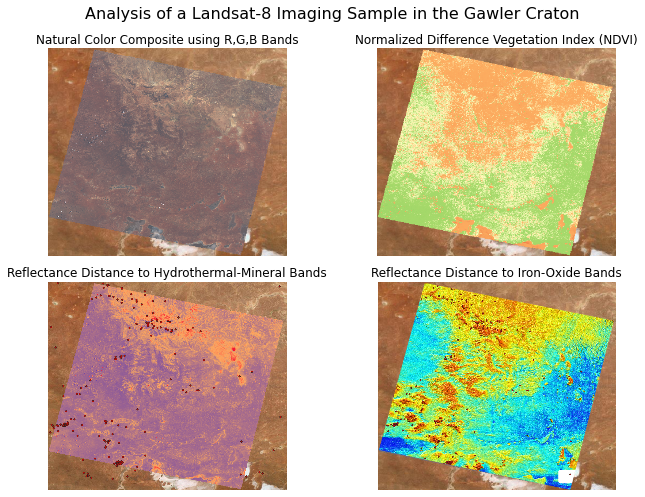 Analysis of a Landsat-8 Imaging Sample in the Gawler Craton
Natural Color Composite using R,G,B Bands
Normalized Difference Vegetation Index (NDVI)
Reflectance Distance to Hydrothermal-Mineral Bands
Reflectance Distance to Iron-Oxide Bands